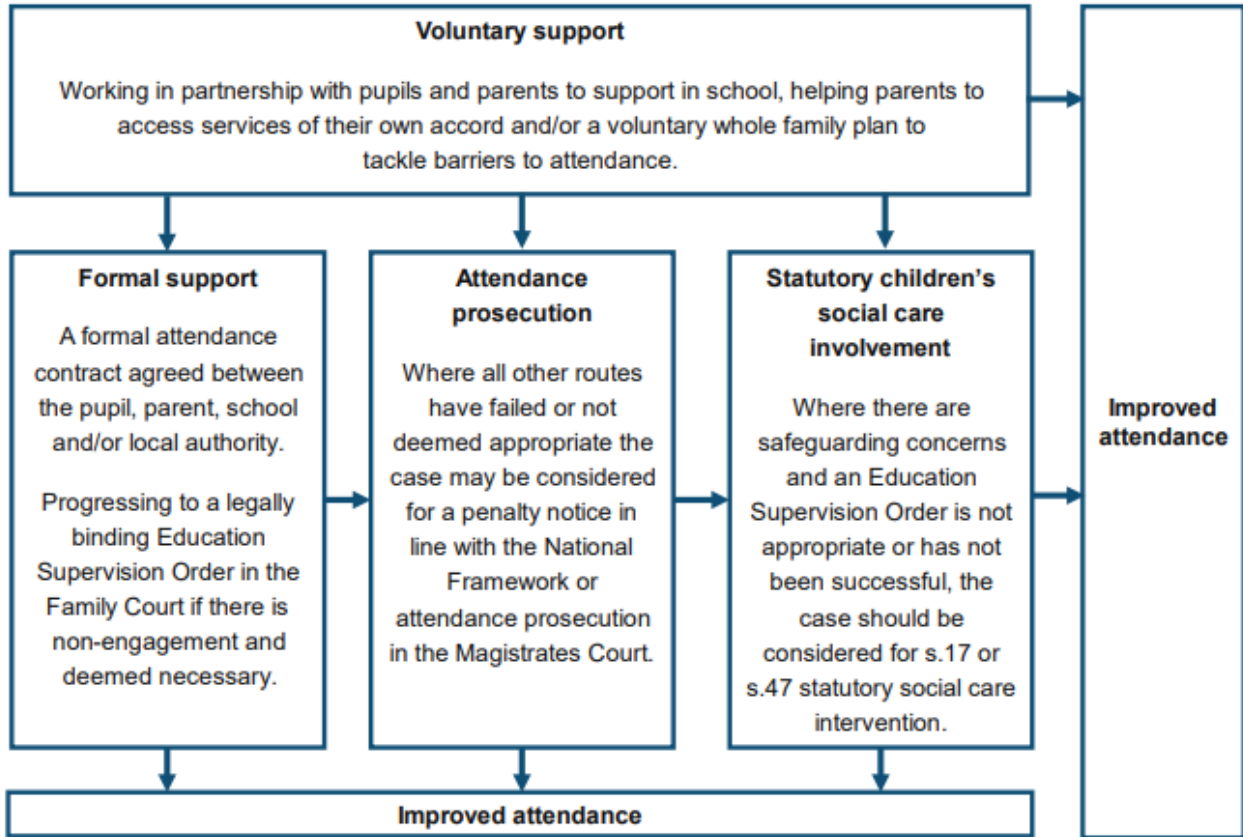 Voluntary support
Working in partnership with pupils and parents to support in school, helping parents to
access services of their own accord and/or a voluntary whole family plan to
tackle barriers to attendance.
Formal support
A formal attendance
contract agreed between
the pupil, parent, school
and/or local authority.
Progressing to a legally
binding Education
Supervision Order in the
Family Court if there is
non-engagement and
deemed necessary.
Attendance
prosecution
Where all other routes
have failed or not
deemed appropriate the
case may be considered
for a penalty notice in
line with the National
Framework or
attendance prosecution
in the Magistrates Court.
Statutory children’s
social care
involvement
Where there are
safeguarding concerns
and an Education
Supervision Order is not
appropriate or has not
been successful, the
case should be
considered for s.17 or
s.47 statutory social care
intervention.
Improved
attendance
Improved attendance